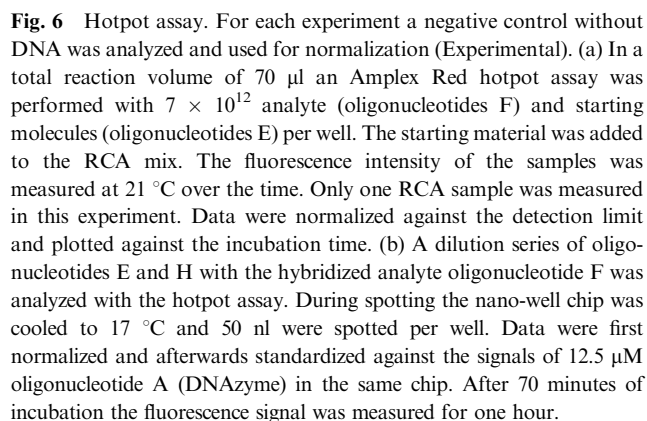 Fig. 6 Hotpot assay. For each experiment a negative control without
DNA was analyzed and used for normalization (Experimental). (a) In a
total reaction volume of 70 μl an Amplex Red hotpot assay was
performed with 7 × 10¹² analyte (oligonucleotides F) and starting
molecules (oligonucleotides E) per well. The starting material was added
to the RCA mix. The fluorescence intensity of the samples was
measured at 21 °C over the time. Only one RCA sample was measured
in this experiment. Data were normalized against the detection limit
and plotted against the incubation time. (b) A dilution series of oligo-
nucleotides E and H with the hybridized analyte oligonucleotide F was
analyzed with the hotpot assay. During spotting the nano-well chip was
cooled to 17 °C and 50 nl were spotted per well. Data were first
normalized and afterwards standardized against the signals of 12.5 μM
oligonucleotide A (DNAzyme) in the same chip. After 70 minutes of
incubation the fluorescence signal was measured for one hour.